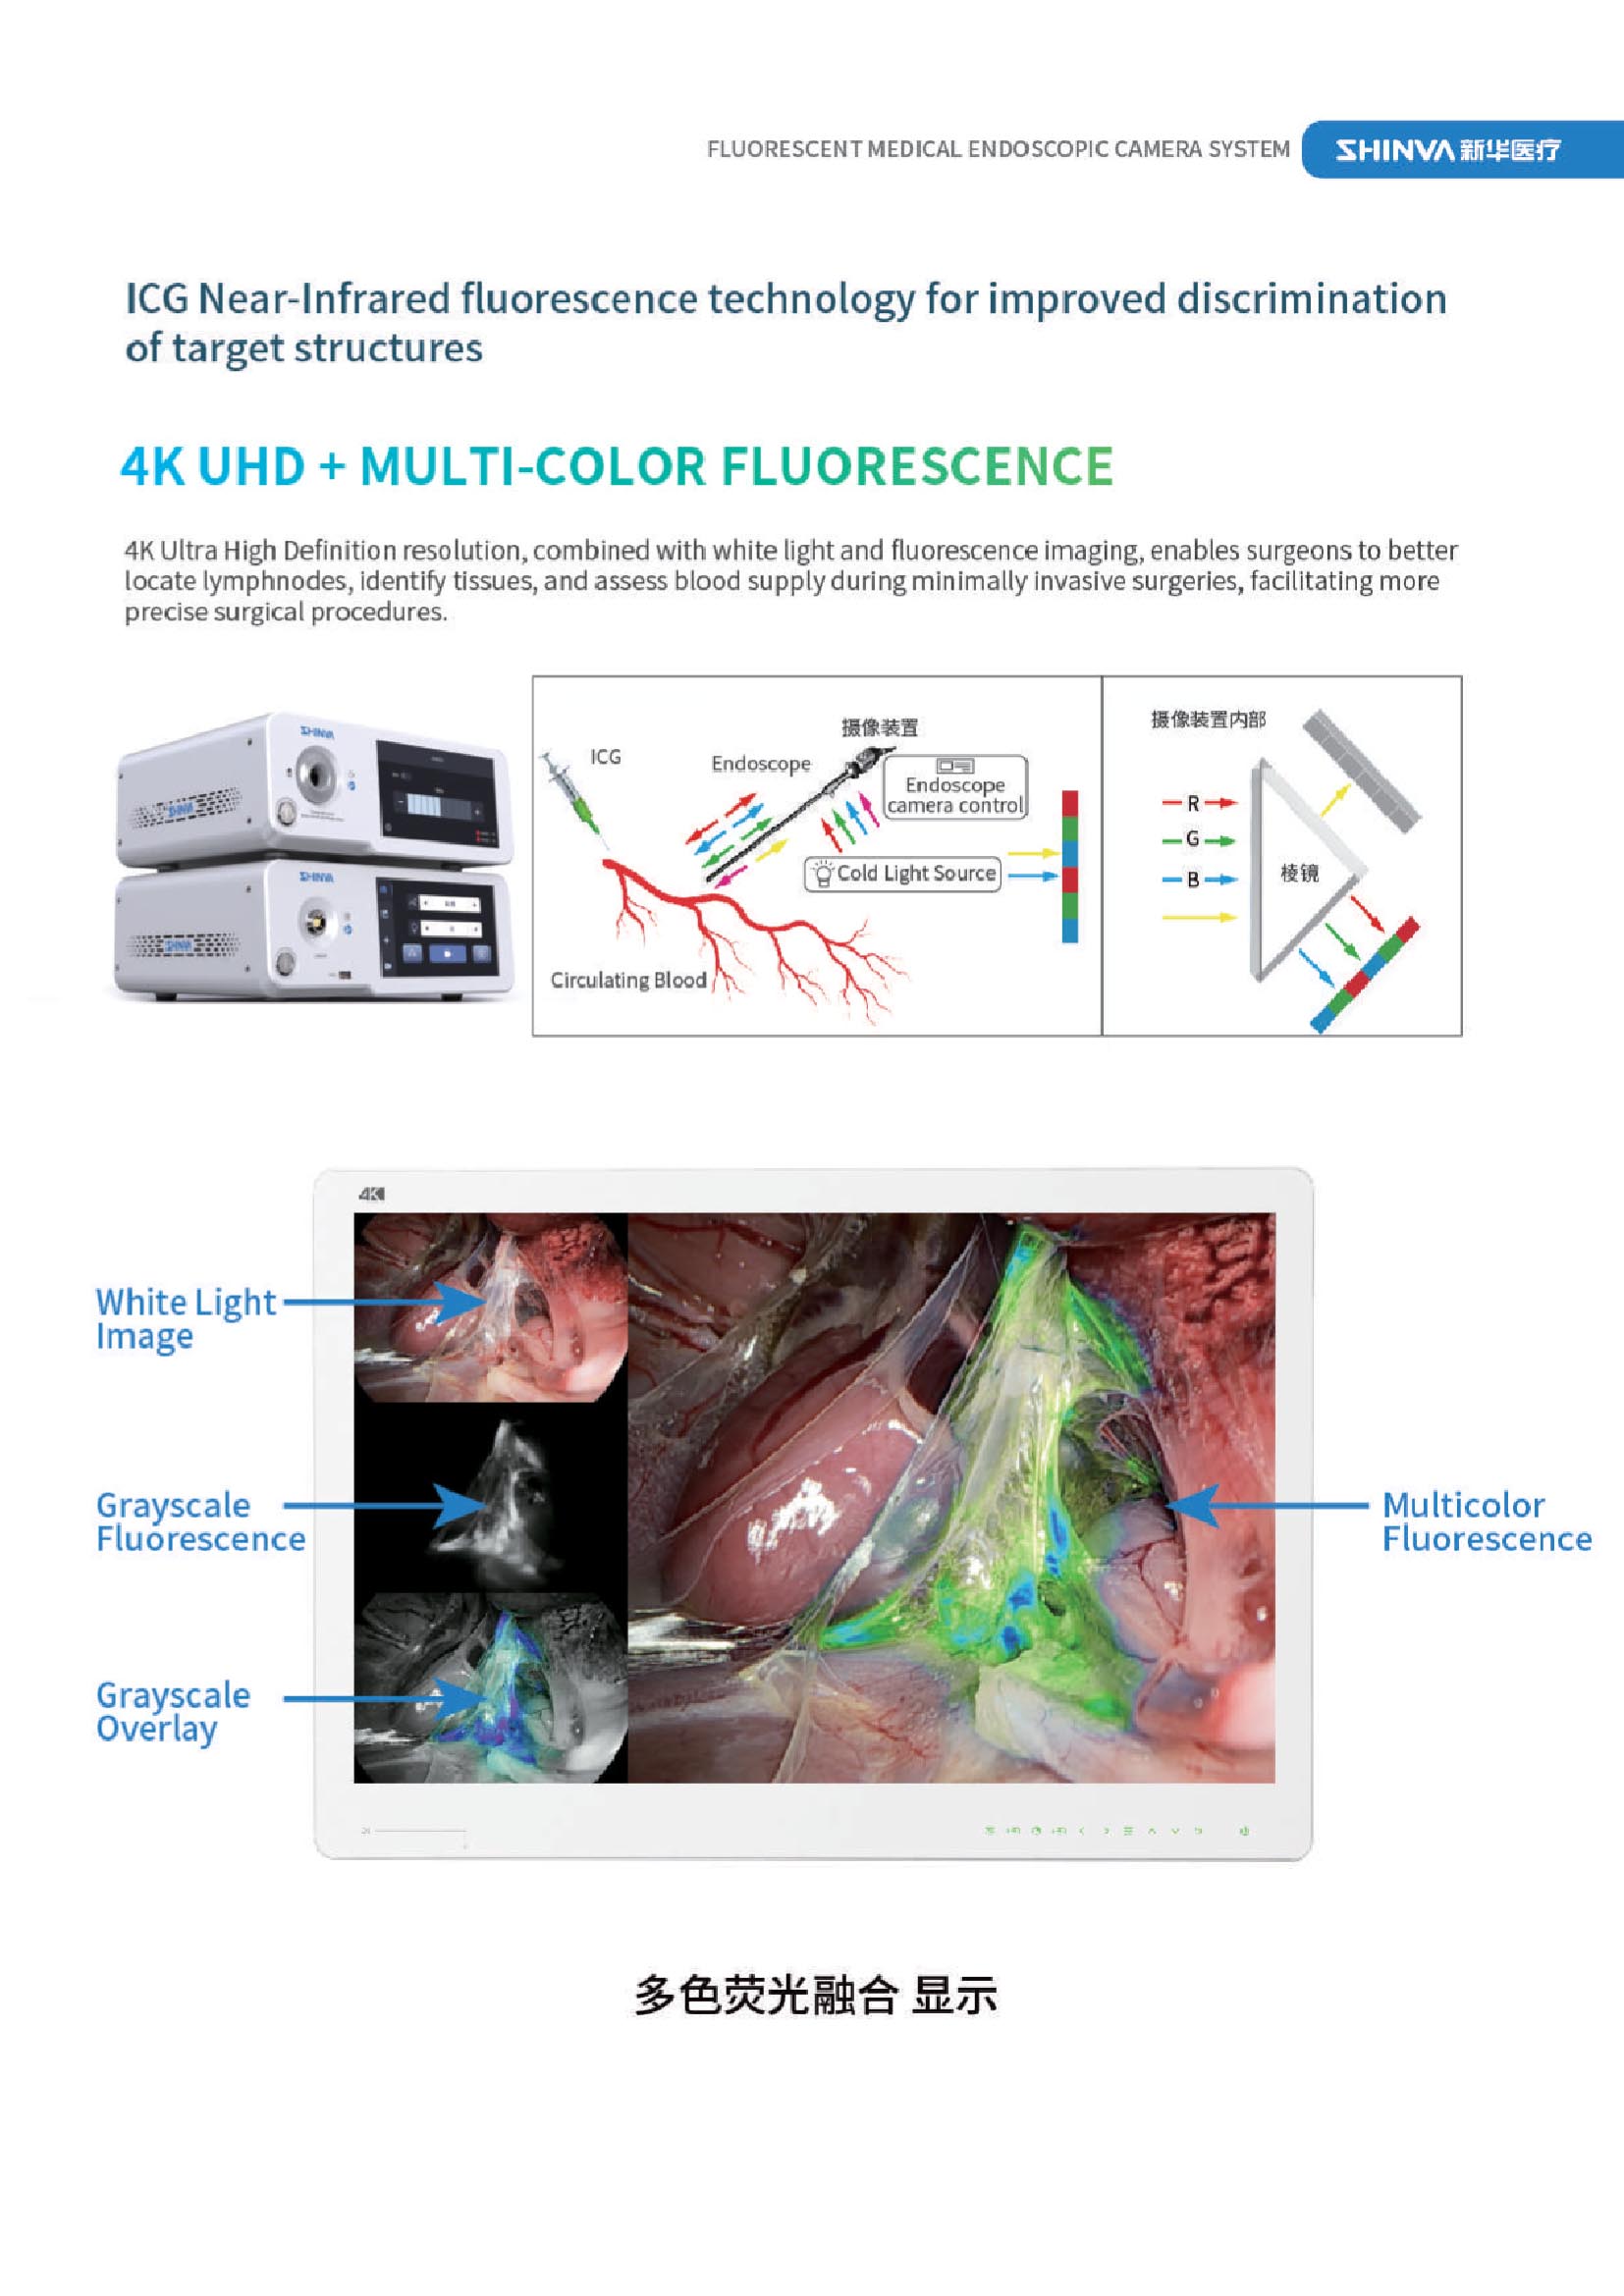 FLUORESCENT MEDICAL ENDOSCOPIC CAMERA SYSTEM
SHINVA 新华医疗
ICG Near-Infrared fluorescence technology for improved discrimination
of target structures
4K UHD + MULTI-COLOR FLUORESCENCE
4K Ultra High Definition resolution, combined with white light and fluorescence imaging, enables surgeons to better
locate lymphnodes, identify tissues, and assess blood supply during minimally invasive surgeries, facilitating more
precise surgical procedures.
SHINVA
SHINVA
SHINVA
SHINVA
ICG
Endoscope
摄像装置
Endoscope
camera control
Cold Light Source
Circulating Blood
摄像装置内部
R
G
B
棱镜
4K
White Light
Image
Grayscale
Fluorescence
Grayscale
Overlay
Multicolor
Fluorescence
多色荧光融合 显示